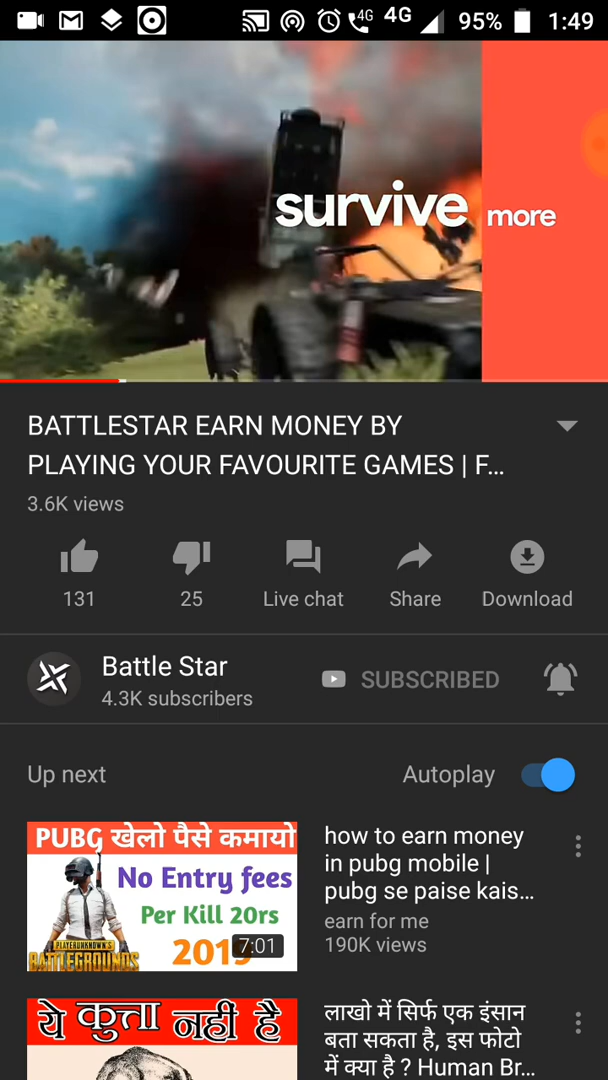 4G 4G 95% 1:49
survive more
BATTLESTAR EARN MONEY BY
PLAYING YOUR FAVOURITE GAMES | F...
3.6K views
131 25 Live chat Share Download
Battle Star
4.3K subscribers
SUBSCRIBED
Up next Autoplay
PUBG खेलो पैसे कमायो
No Entry fees
Per Kill 20rs
PLAYERUNKNOWN'S
BATTLEGROUNDS
2019
7:01
how to earn money
in pubg mobile |
pubg se paise kais...
earn for me
190K views
ये कुत्ता नहीं है
लाखो में सिर्फ एक इंसान
बता सकता है, इस फोटो
में क्या है ? Human Br...